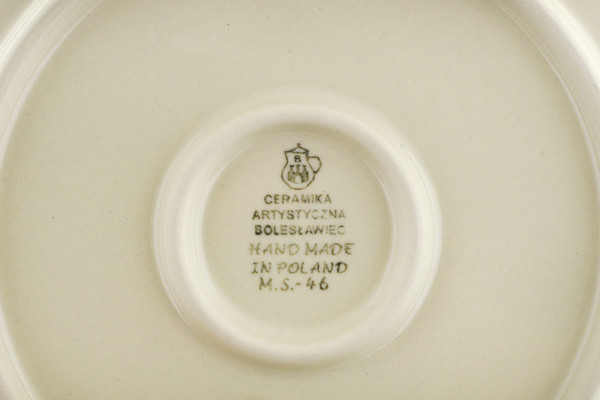 B
CERAMIKA
ARTYSTYCZNA
BOLESŁAWIEC
HAND MADE
IN POLAND
M.S.-46